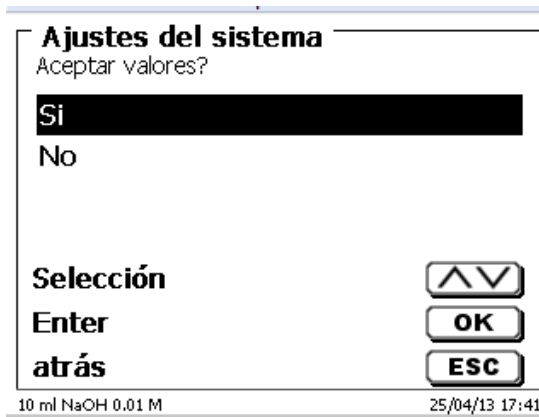 Ajustes del sistema
Aceptar valores?
Si
No
Selección
Enter OK
atrás ESC
10 ml NaOH 0.01 M 25/04/13 17:41